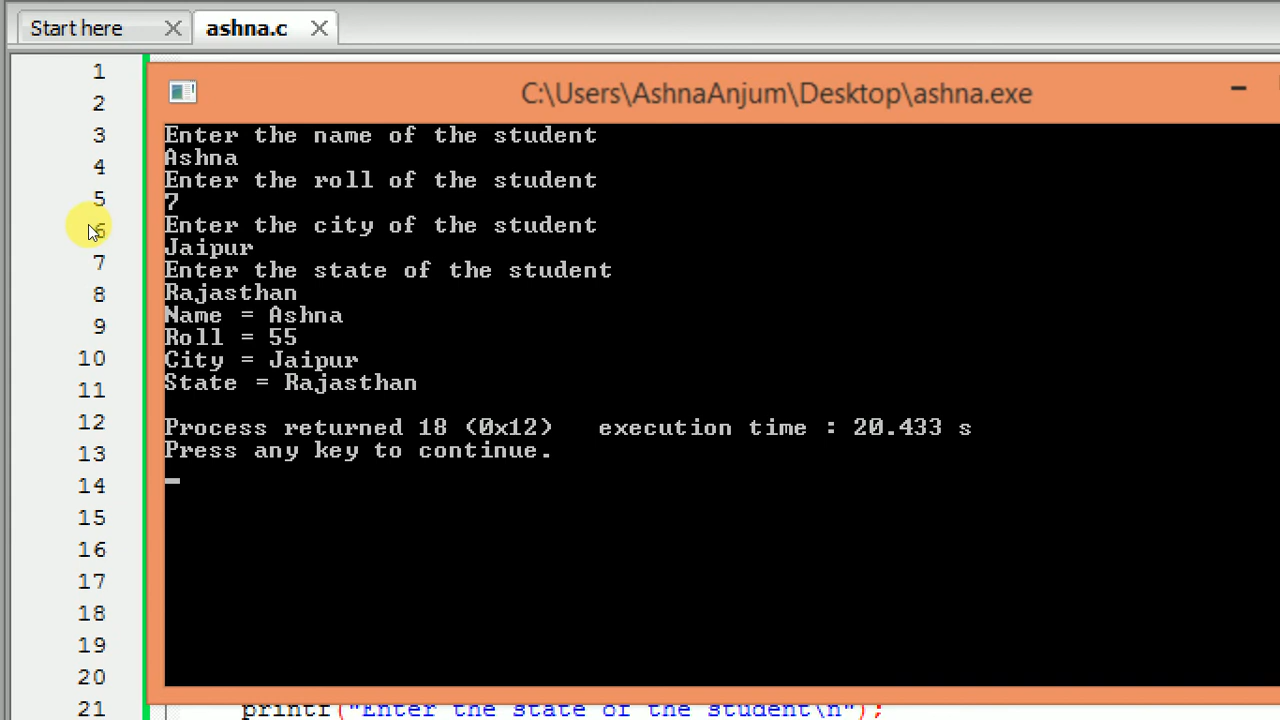 Start here
ashna.c
1
2
3
4
5
6
7
8
9
10
11
12
13
14
15
16
17
18
19
20
21
C:\Users\AshnaAnjum\Desktop\ashna.exe
Enter the name of the student
Ashna
Enter the roll of the student
7
Enter the city of the student
Jaipur
Enter the state of the student
Rajasthan
Name = Ashna
Roll = 55
City = Jaipur
State = Rajasthan
Process returned 18 (0x12)   execution time : 20.433 s
Press any key to continue.
printf("Enter the state of the student\n");